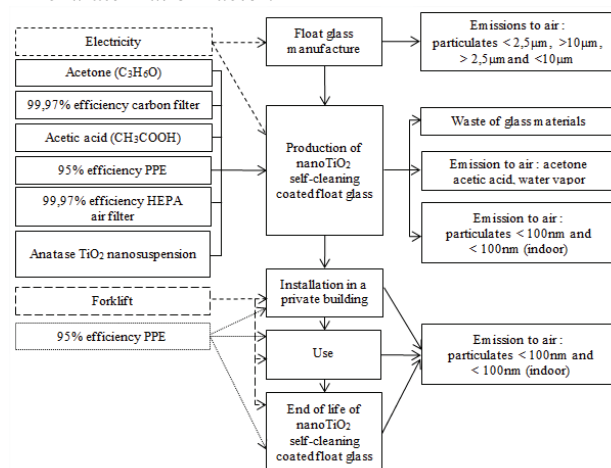 Electricity
Acetone (C3H6O)
99,97% efficiency carbon filter
Acetic acid (CH3COOH)
95% efficiency PPE
99,97% efficiency HEPA
air filter
Anatase TiO2 nanosuspension
Forklift
95% efficiency PPE
Float glass
manufacture
Production of
nanoTiO2
self-cleaning
coated float glass
Installation in a
private building
Use
End of life of
nanoTiO2
self-cleaning
coated float glass
Emissions to air :
particulates < 2,5µm, >10µm,
> 2,5µm and <10µm
Waste of glass materials
Emission to air : acetone
acetic acid, water vapor
Emission to air :
particulates < 100nm and
< 100nm (indoor)
Emission to air :
particulates < 100nm and
< 100nm (indoor)